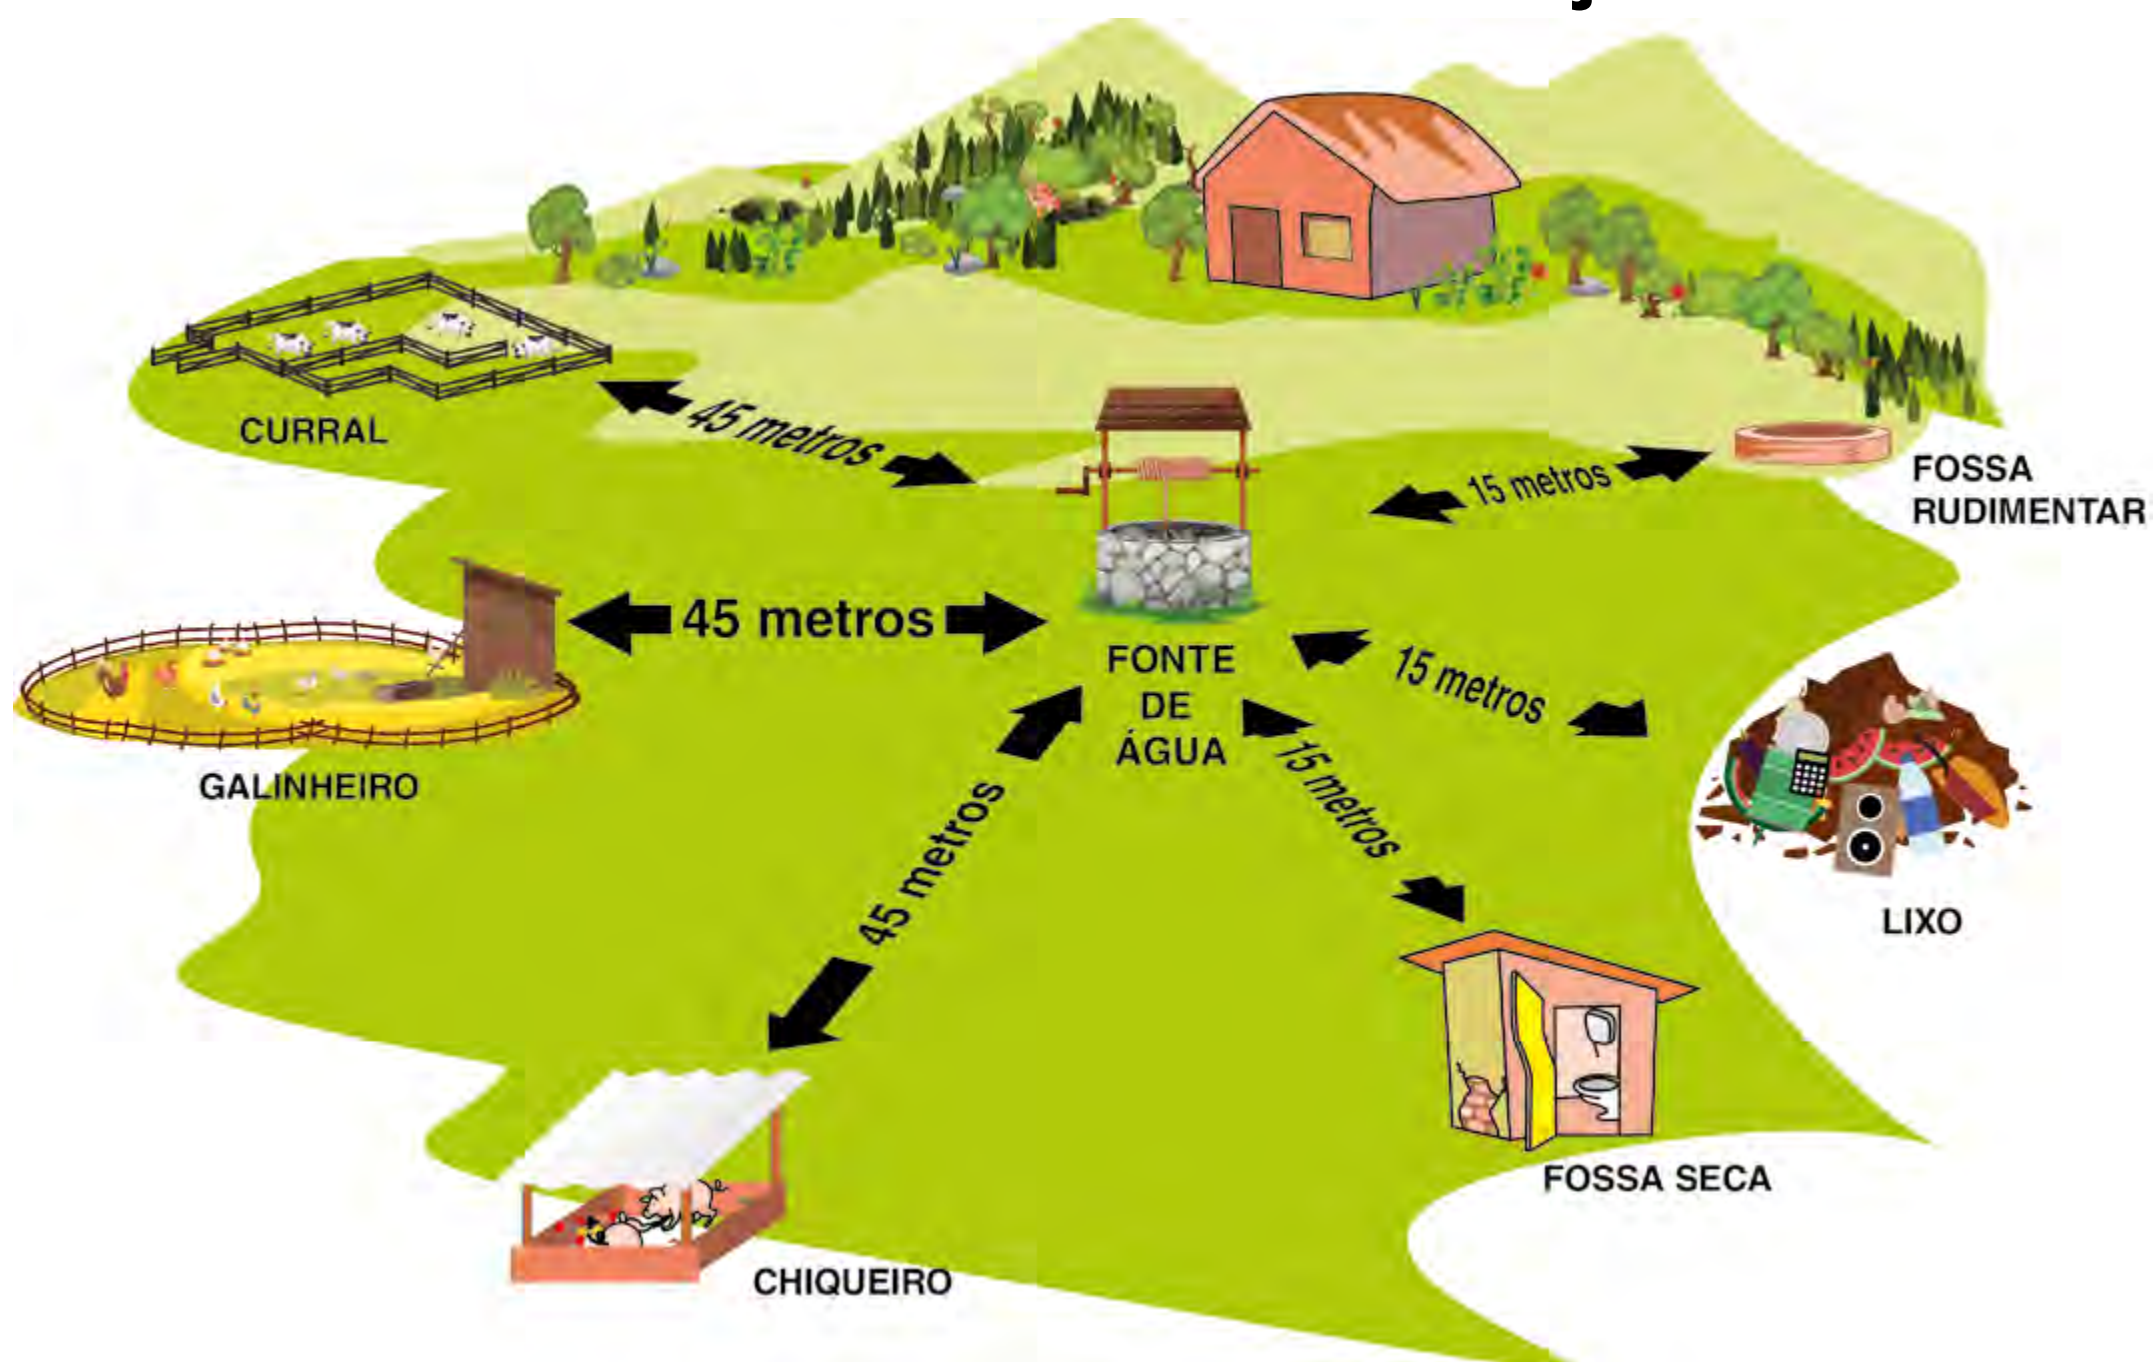 CURRAL
45 metros
15 metros
FOSSA
RUDIMENTAR
45 metros
FONTE
DE
ÁGUA
15 metros
GALINHEIRO
45 metros
15 metros
LIXO
FOSSA SECA
CHIQUEIRO